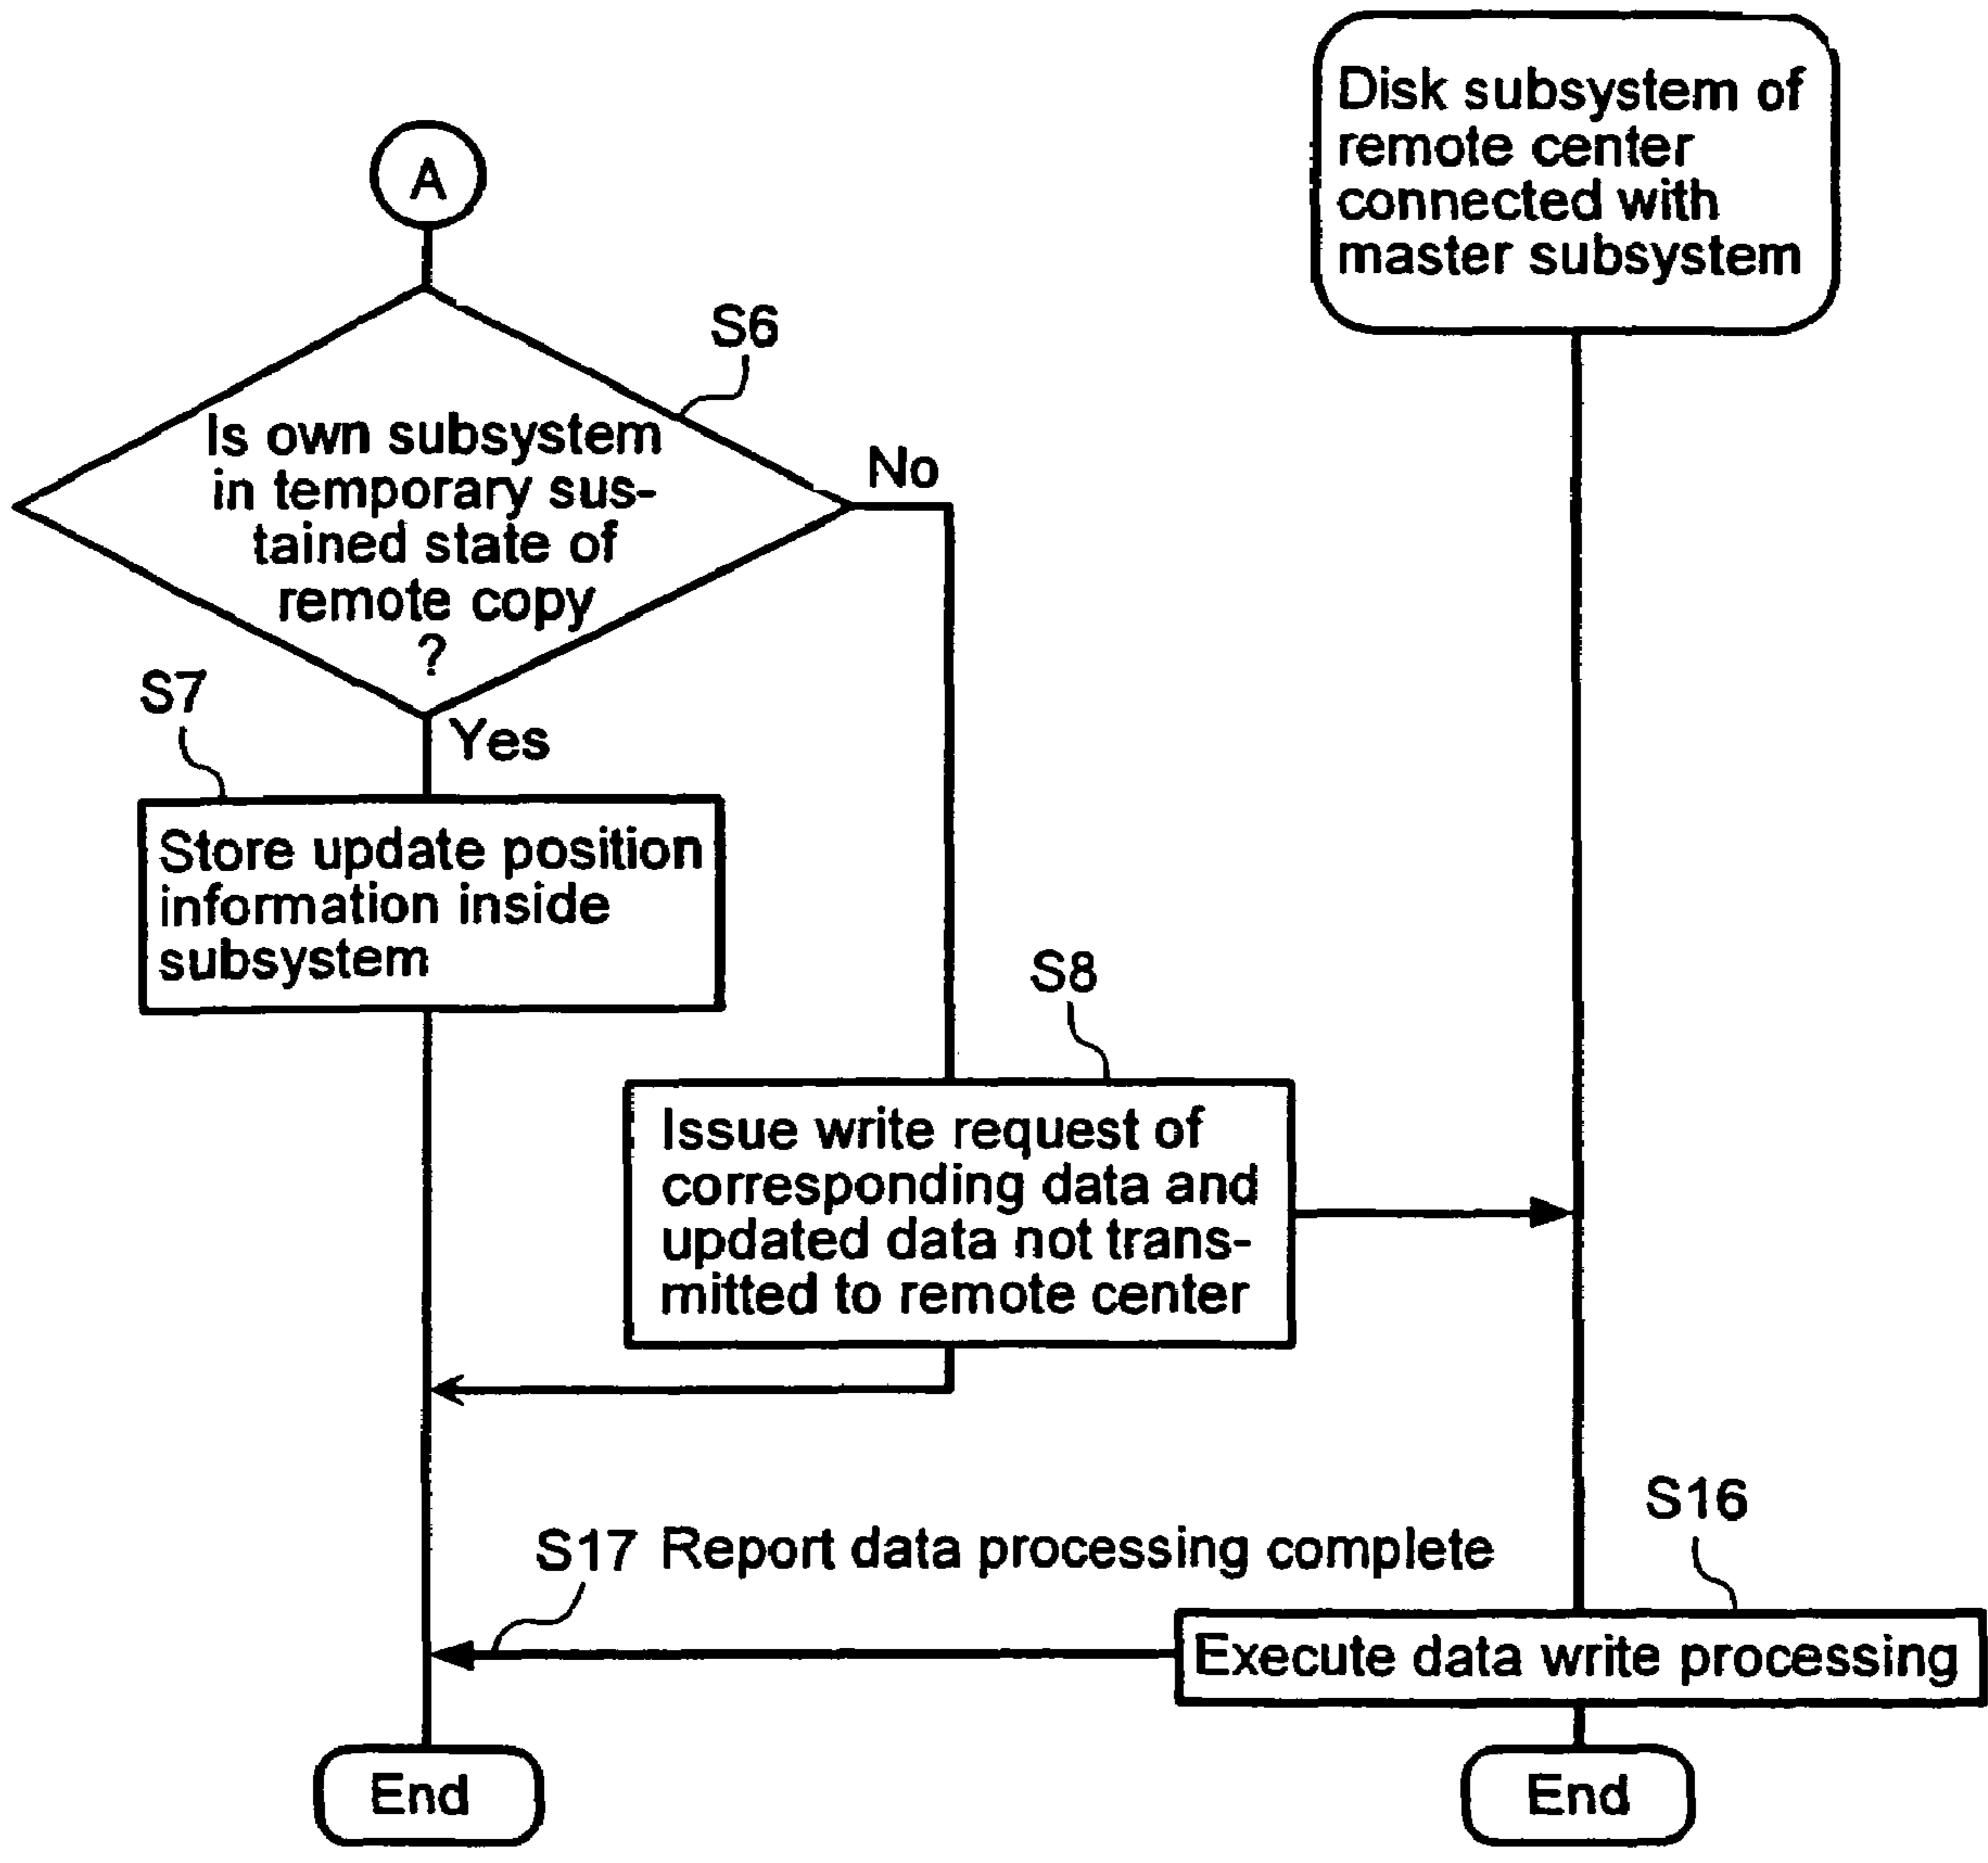 Disk subsystem of
remote center
connected with
master subsystem
A
S6
Is own subsystem
in temporary sus-
tained state of
remote copy
?
No
S7
Yes
Store update position
information inside
subsystem
S8
Issue write request of
corresponding data and
updated data not trans-
mitted to remote center
S16
S17 Report data processing complete
Execute data write processing
End
End